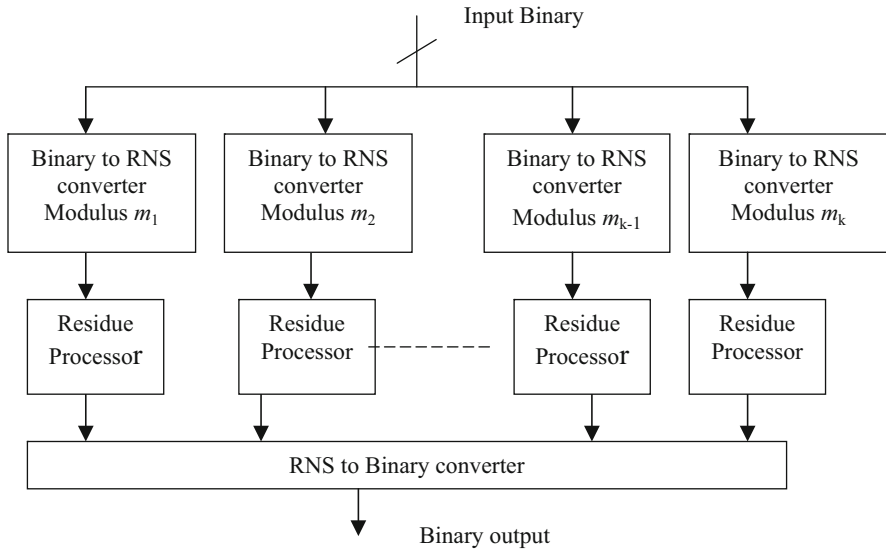 Input Binary
Binary to RNS
converter
Modulus m1
Binary to RNS
converter
Modulus m2
Binary to RNS
converter
Modulus mk-1
Binary to RNS
converter
Modulus mk
Residue
Processor
Residue
Processor
Residue
Processor
Residue
Processor
RNS to Binary converter
Binary output